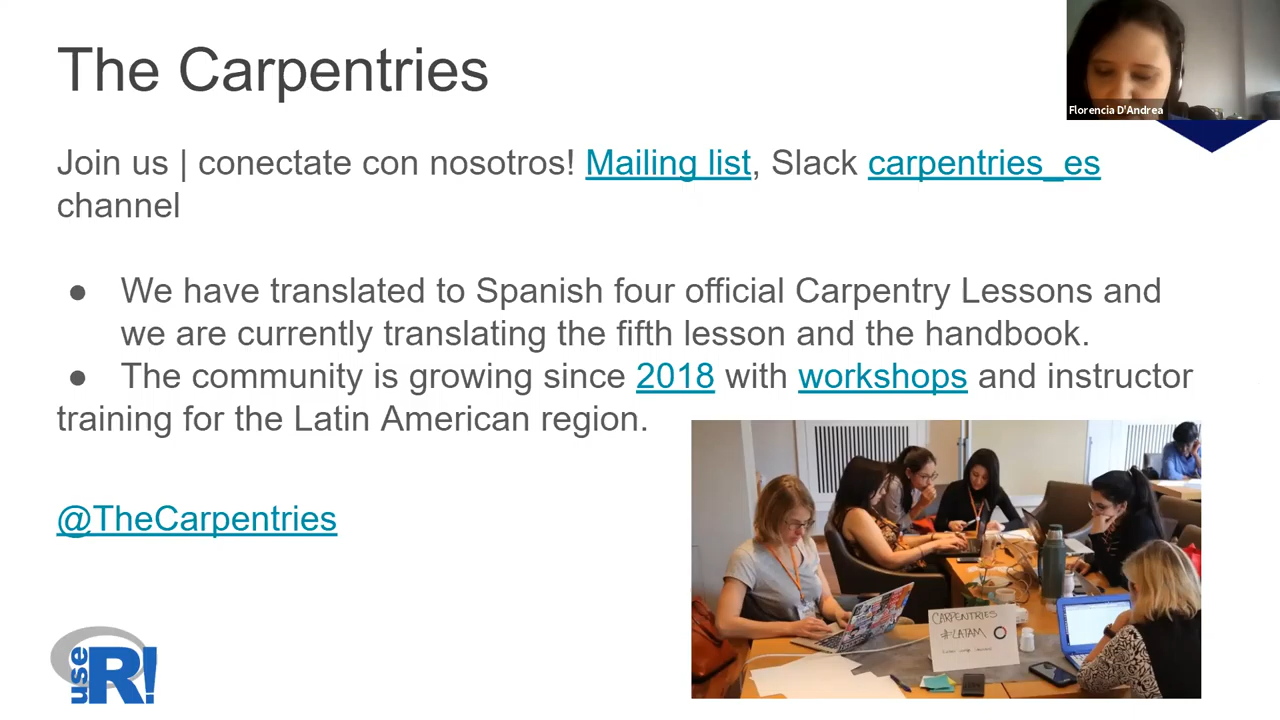 The Carpentries
Florencia D'Andrea
Join us | conectate con nosotros! Mailing list, Slack carpentries_es
channel
● We have translated to Spanish four official Carpentry Lessons and
we are currently translating the fifth lesson and the handbook.
● The community is growing since 2018 with workshops and instructor
training for the Latin American region.
@TheCarpentries
CARPENTRIES
#LATAM
use R!